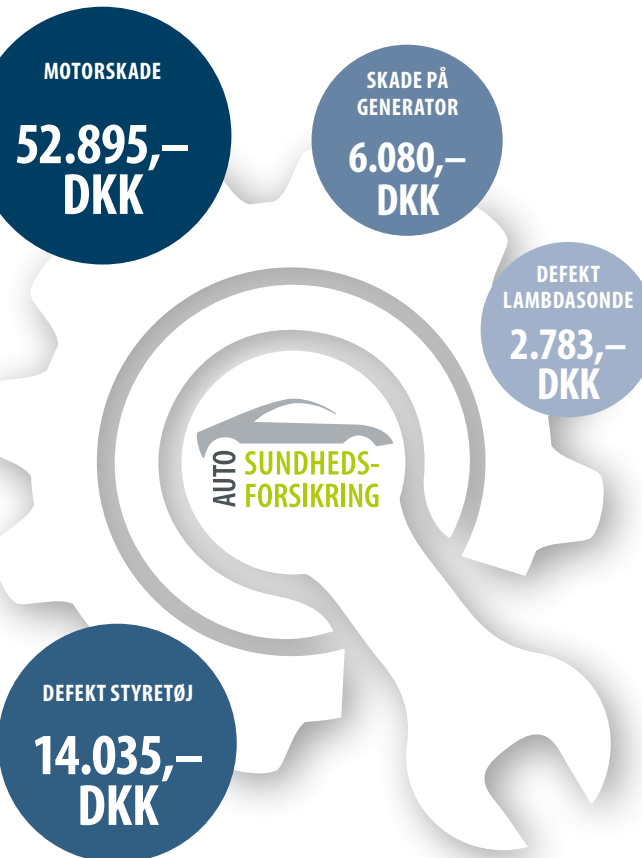 MOTORSKADE
52.895,–
DKK
SKADE PÅ
GENERATOR
6.080,–
DKK
DEFEKT
LAMBDASONDE
2.783,–
DKK
AUTO
SUNDHEDS-
FORSIKRING
DEFEKT STYRETØJ
14.035,–
DKK